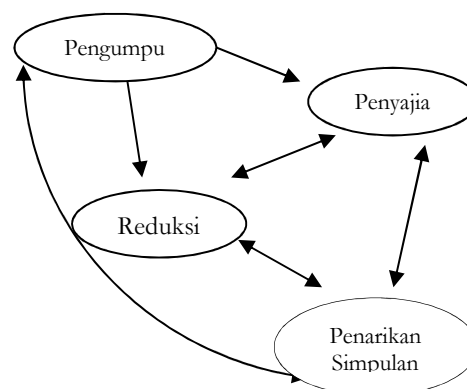 Pengumpu
Penyajia
Reduksi
Penarikan
Simpulan